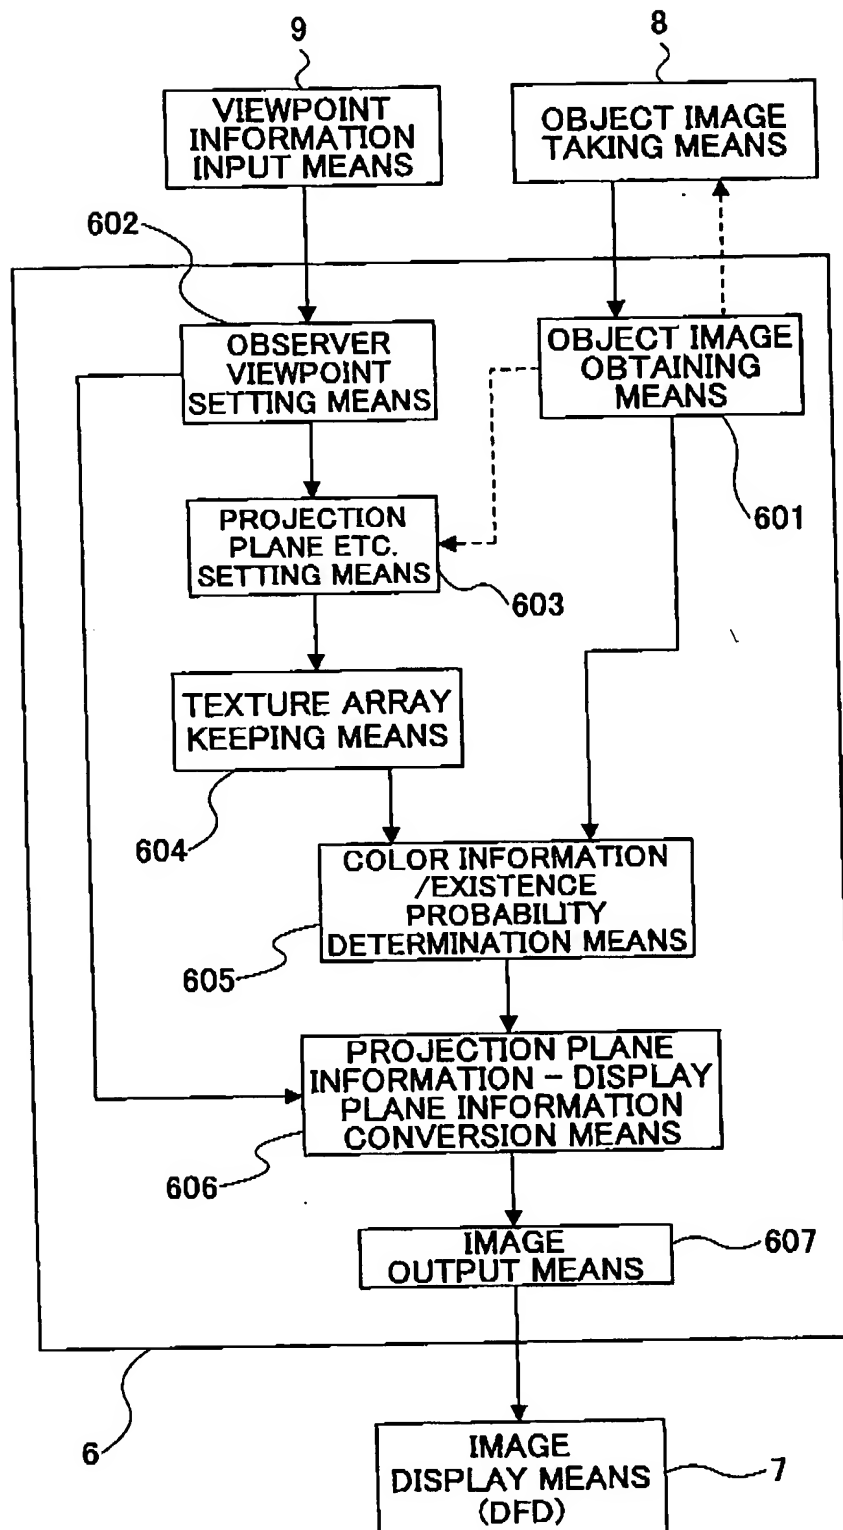 9
8
VIEWPOINT
INFORMATION
INPUT MEANS
OBJECT IMAGE
TAKING MEANS
602
OBSERVER
VIEWPOINT
SETTING MEANS
OBJECT IMAGE
OBTAINING
MEANS
601
PROJECTION
PLANE ETC.
SETTING MEANS
603
TEXTURE ARRAY
KEEPING MEANS
604
COLOR INFORMATION
/EXISTENCE
PROBABILITY
DETERMINATION MEANS
605
PROJECTION PLANE
INFORMATION – DISPLAY
PLANE INFORMATION
CONVERSION MEANS
606
IMAGE
OUTPUT MEANS
607
6
IMAGE
DISPLAY MEANS
(DFD)
7